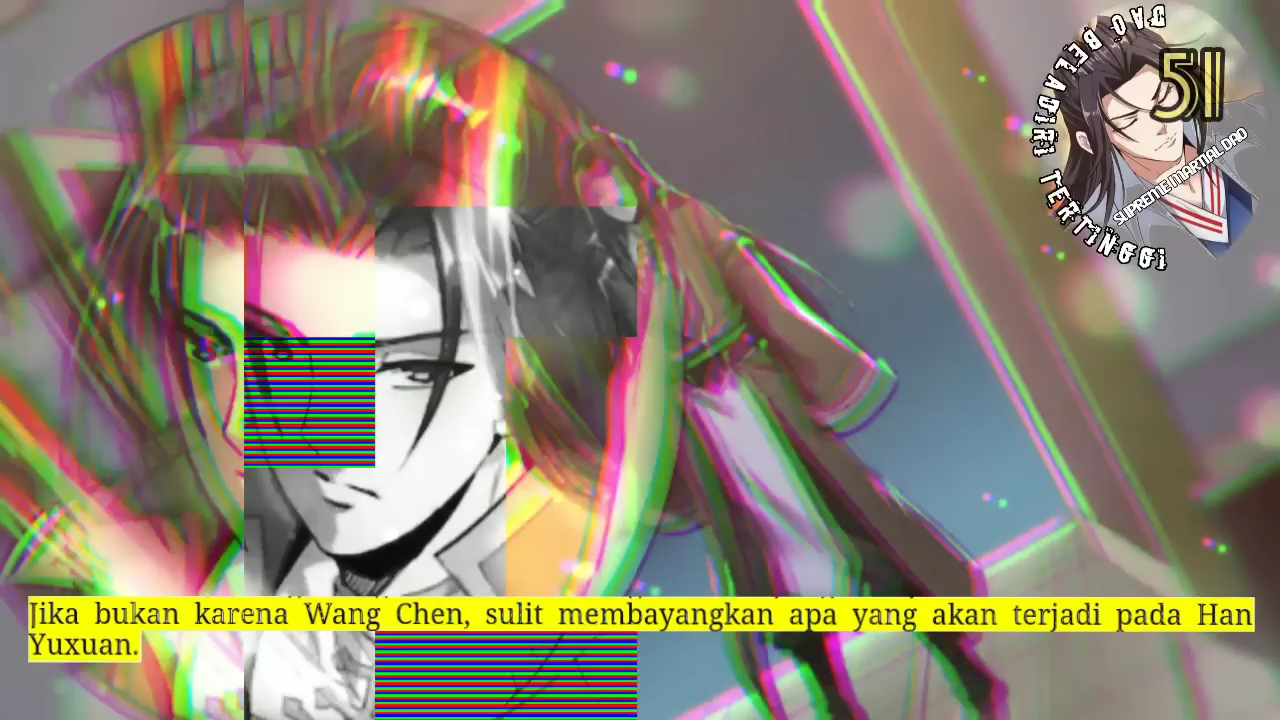 DAO BELADIRI TERTINGGI
511
SUPREME MARTIAL DAO
Jika bukan karena Wang Chen, sulit membayangkan apa yang akan terjadi pada Han
Yuxuan.